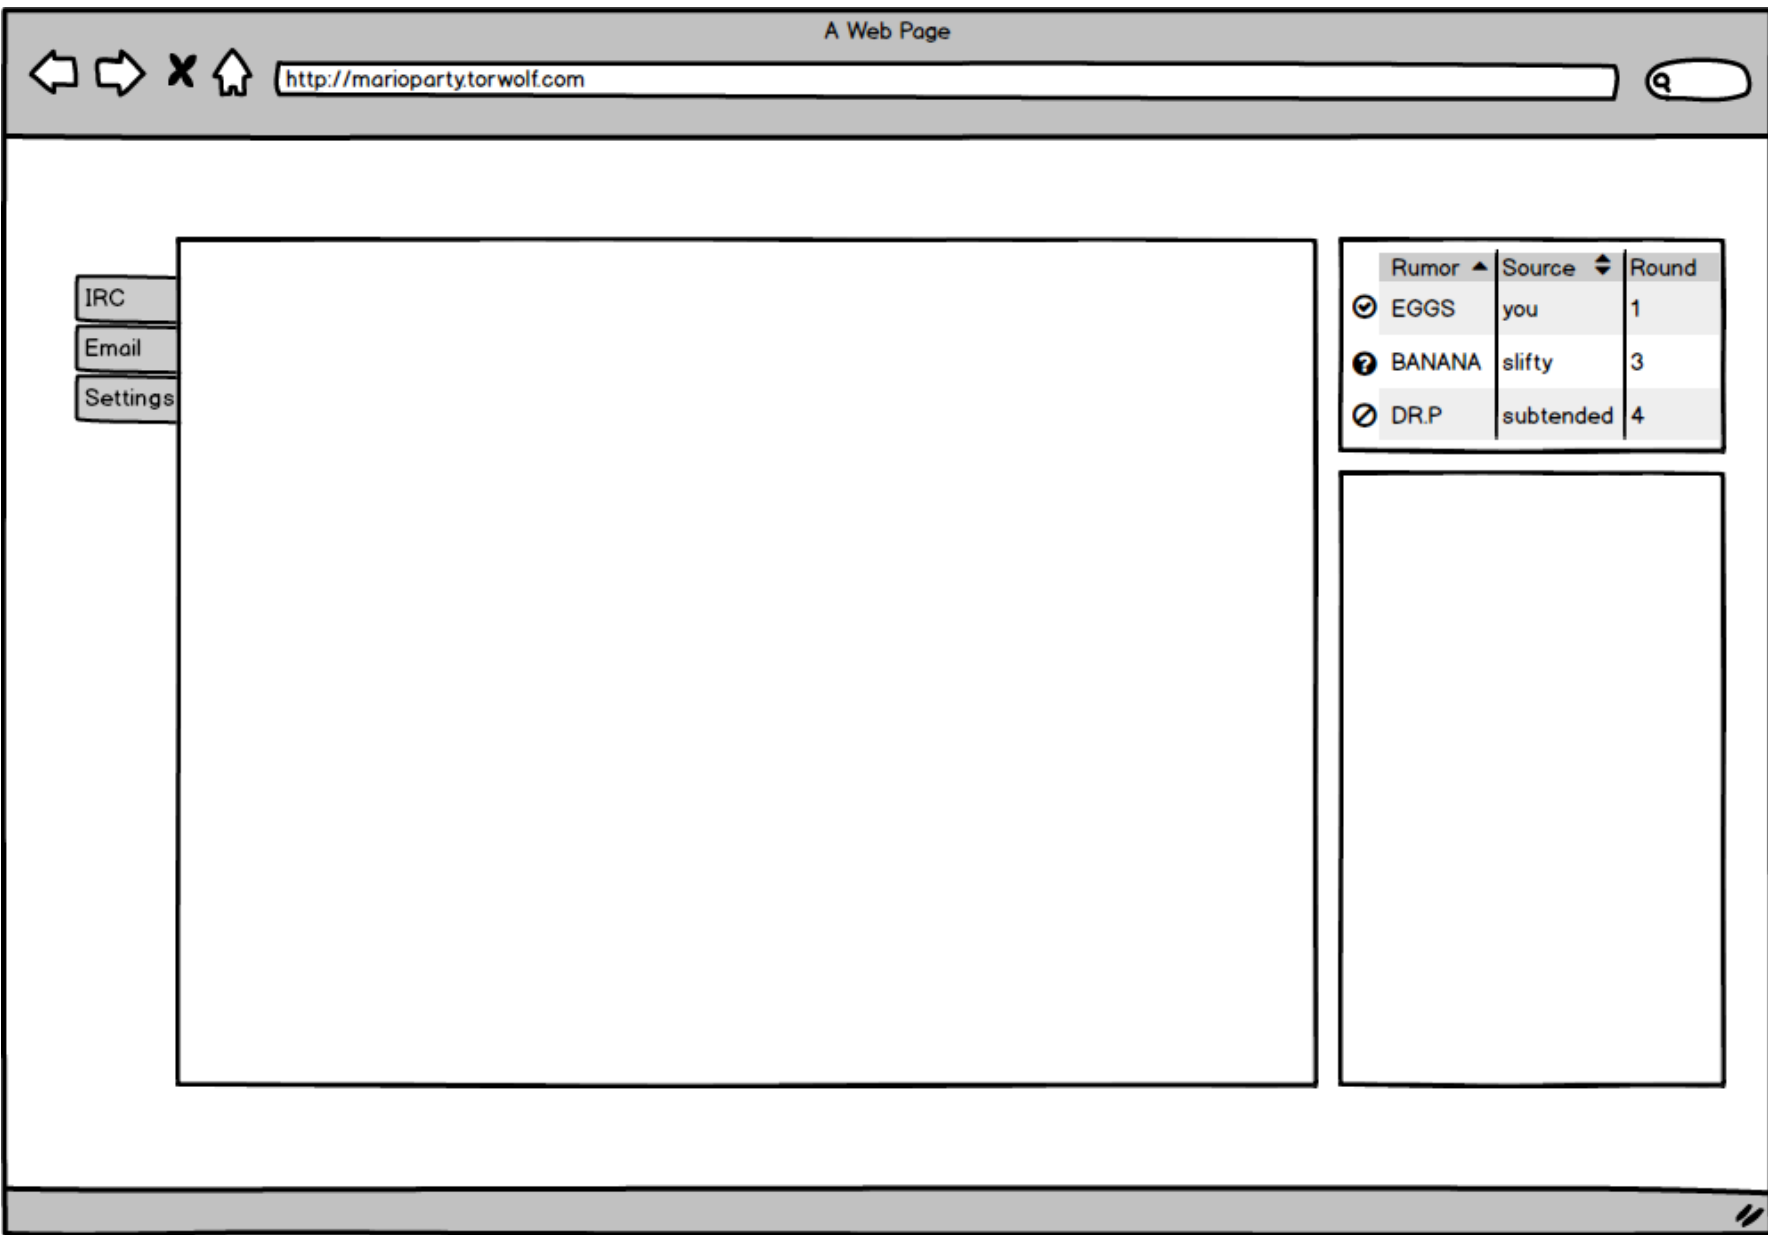 A Web Page
http://marioparty.torwolf.com
IRC
Email
Settings
Rumor Source Round
EGGS you 1
BANANA slifty 3
DR.P subtended 4